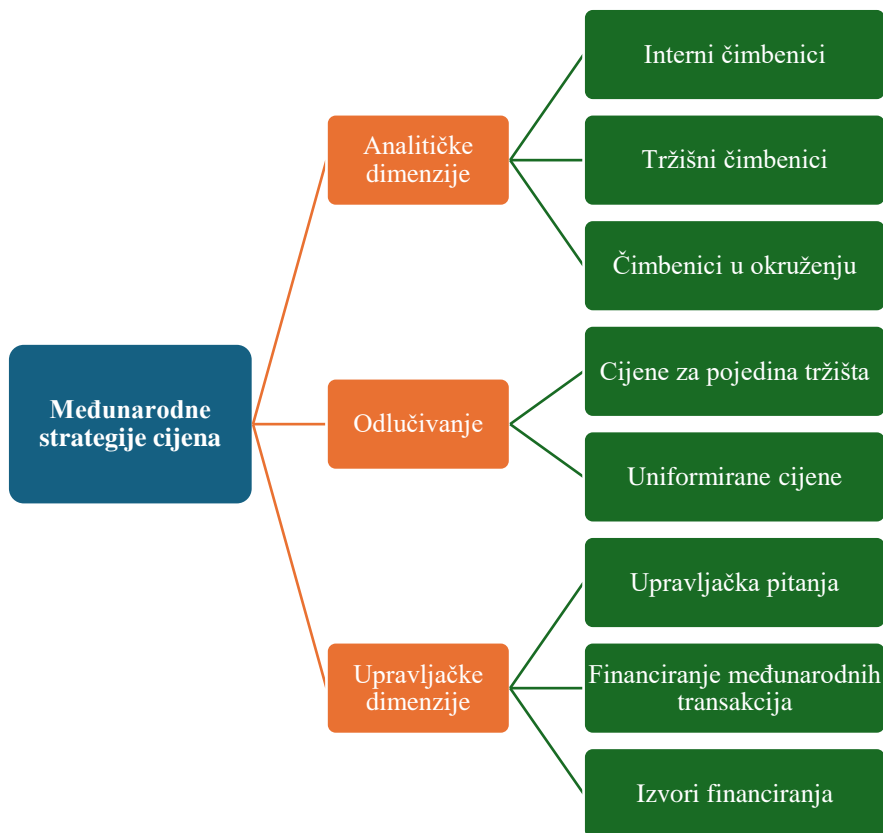 Međunarodne
strategije cijena
Analitičke
dimenzije
Interni čimbenici
Tržišni čimbenici
Čimbenici u okruženju
Odlučivanje
Cijene za pojedina tržišta
Uniformirane cijene
Upravljačke
dimenzije
Upravljačka pitanja
Financiranje međunarodnih
transakcija
Izvori financiranja